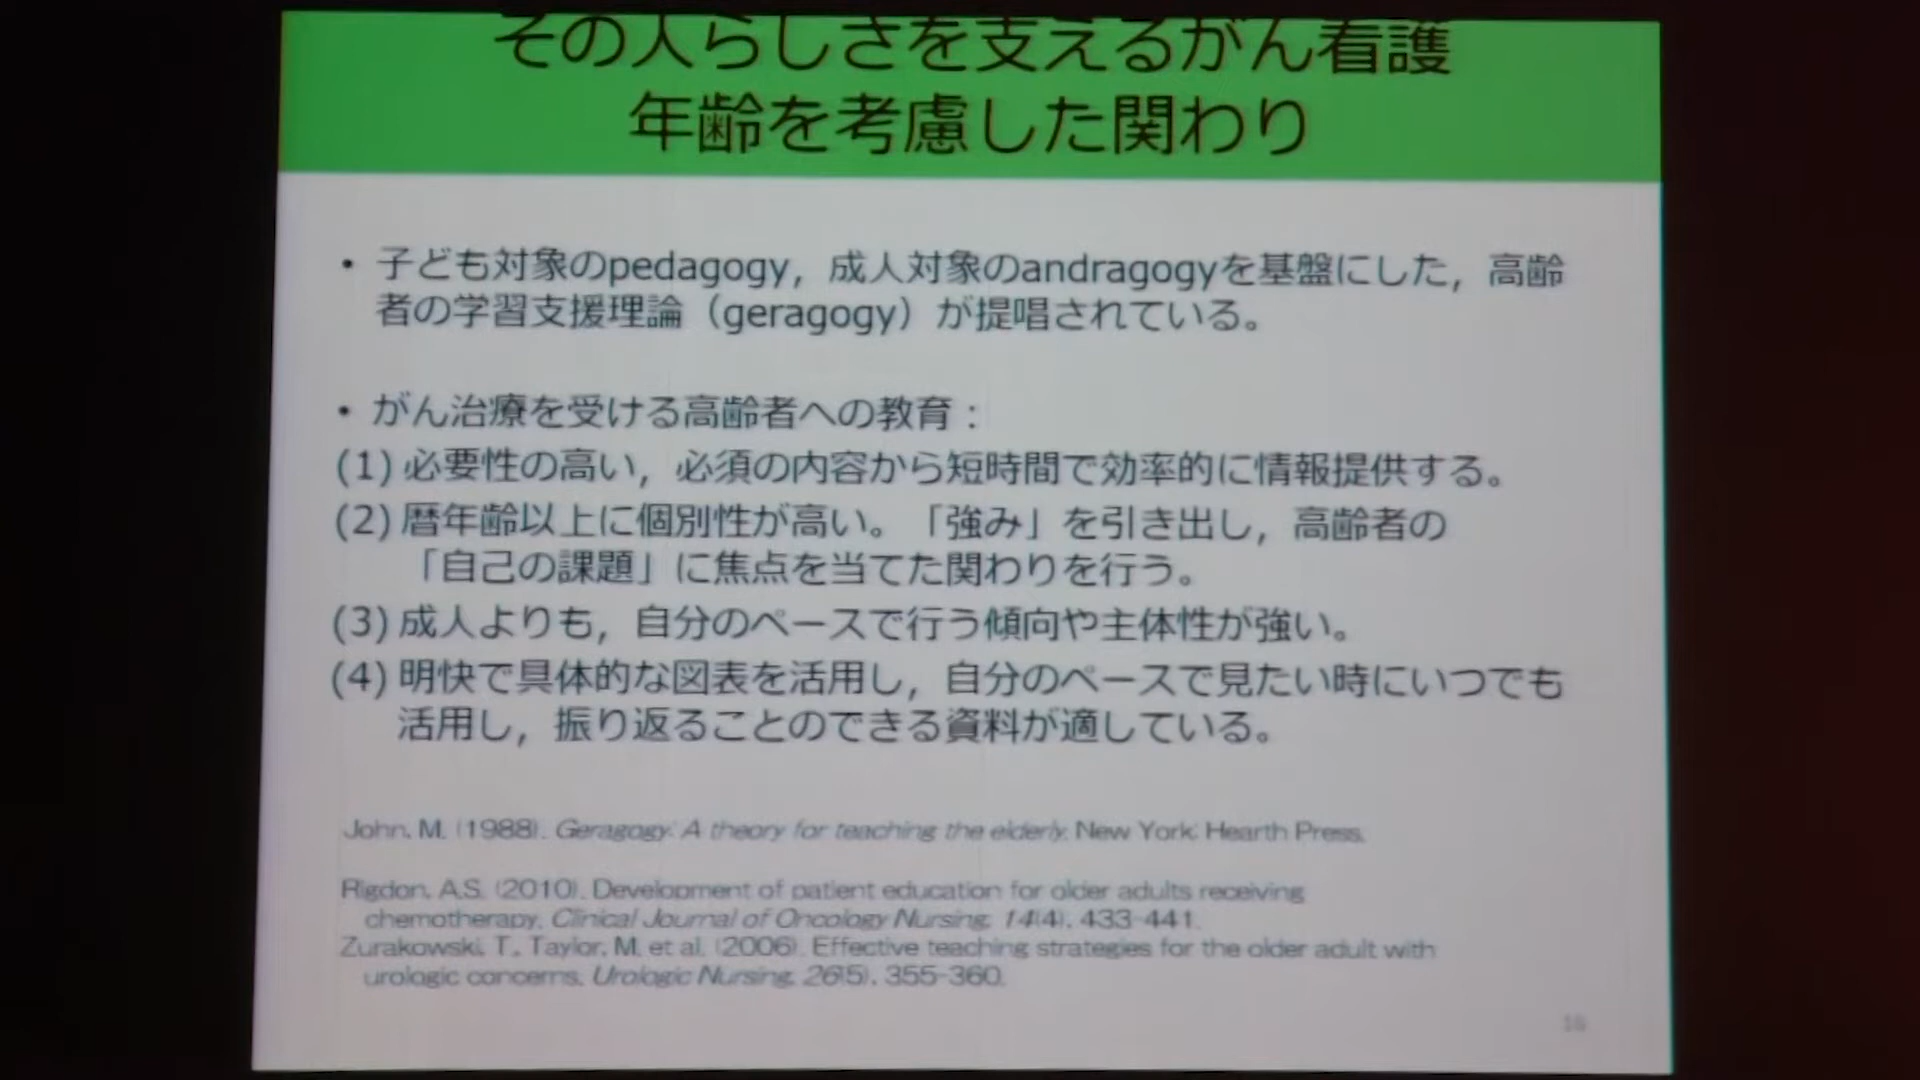 その人らしさを支えるがん看護
年齢を考慮した関わり
• 子ども対象のpedagogy，成人対象のandragogyを基盤にした，高齢
者の学習支援理論（geragogy）が提唱されている。
• がん治療を受ける高齢者への教育：
(1) 必要性の高い，必須の内容から短時間で効率的に情報提供する。
(2) 暦年齢以上に個別性が高い。「強み」を引き出し，高齢者の
「自己の課題」に焦点を当てた関わりを行う。
(3) 成人よりも，自分のペースで行う傾向や主体性が強い。
(4) 明快で具体的な図表を活用し，自分のペースで見たい時にいつでも
活用し，振り返ることのできる資料が適している。
John, M. (1988). Geragogy: A theory for teaching the elderly. New York: Hearth Press.
Rigdon, A.S. (2010). Development of patient education for older adults receiving
chemotherapy, Clinical Journal of Oncology Nursing, 14(4), 433-441.
Zurakowski, T., Taylor, M. et al. (2006). Effective teaching strategies for the older adult with
urologic concerns, Urologic Nursing, 26(5), 355-360.